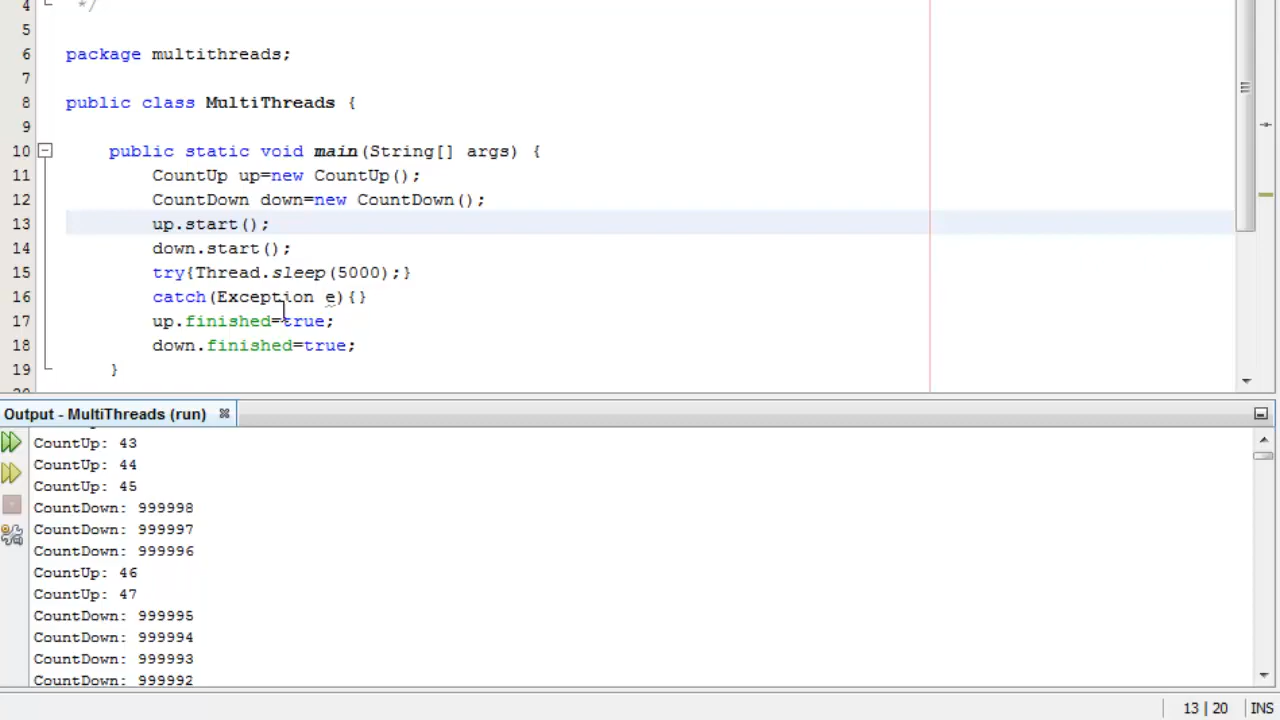 4 */
5
6 package multithreads;
7
8 public class MultiThreads {
9
10 public static void main(String[] args) {
11 CountUp up=new CountUp();
12 CountDown down=new CountDown();
13 up.start();
14 down.start();
15 try{Thread.sleep(5000);}
16 catch(Exception e){}
17 up.finished=true;
18 down.finished=true;
19 }
Output - MultiThreads (run)
CountUp: 43
CountUp: 44
CountUp: 45
CountDown: 999998
CountDown: 999997
CountDown: 999996
CountUp: 46
CountUp: 47
CountDown: 999995
CountDown: 999994
CountDown: 999993
CountDown: 999992
13 | 20 INS